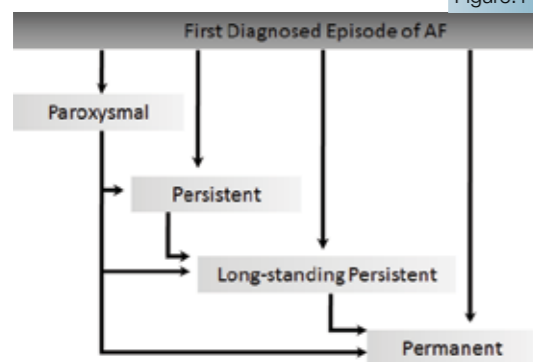 Figure.1
First Diagnosed Episode of AF
Paroxysmal
Persistent
Long-standing Persistent
Permanent